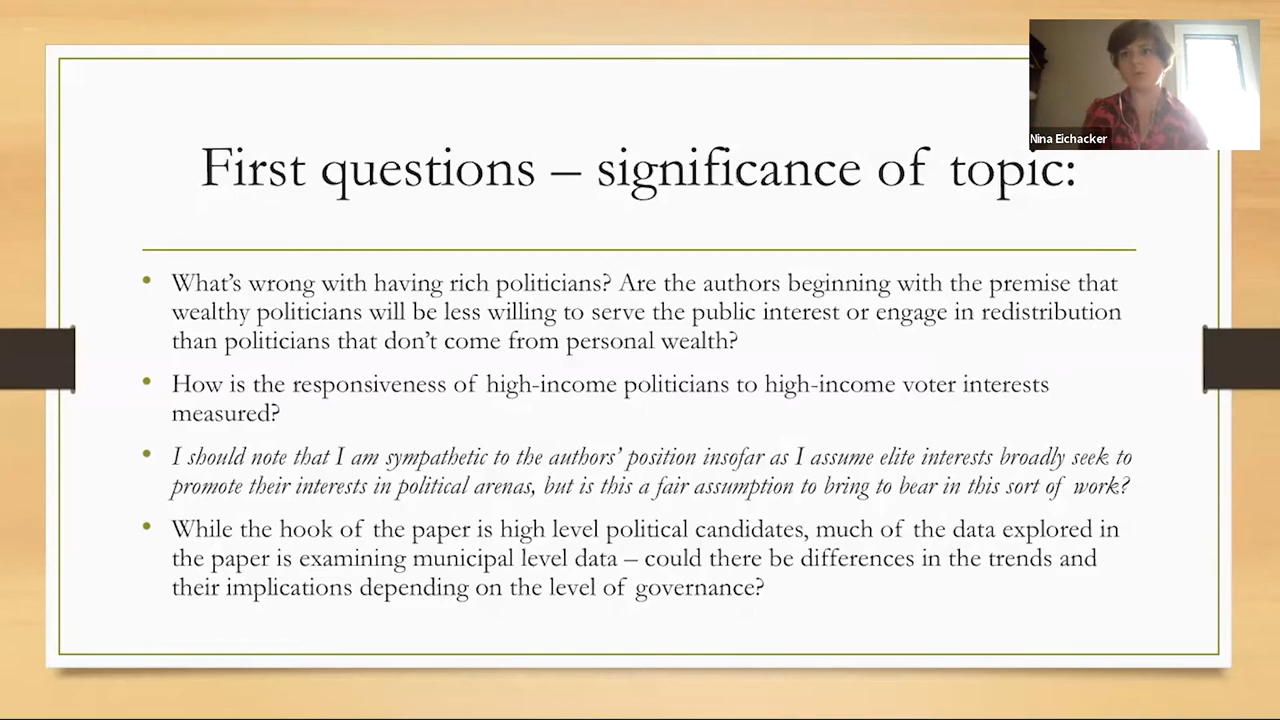 Nina Eichacker
First questions – significance of topic:
• What's wrong with having rich politicians? Are the authors beginning with the premise that
wealthy politicians will be less willing to serve the public interest or engage in redistribution
than politicians that don't come from personal wealth?
• How is the responsiveness of high-income politicians to high-income voter interests
measured?
• I should note that I am sympathetic to the authors' position insofar as I assume elite interests broadly seek to
promote their interests in political arenas, but is this a fair assumption to bring to bear in this sort of work?
• While the hook of the paper is high level political candidates, much of the data explored in
the paper is examining municipal level data – could there be differences in the trends and
their implications depending on the level of governance?